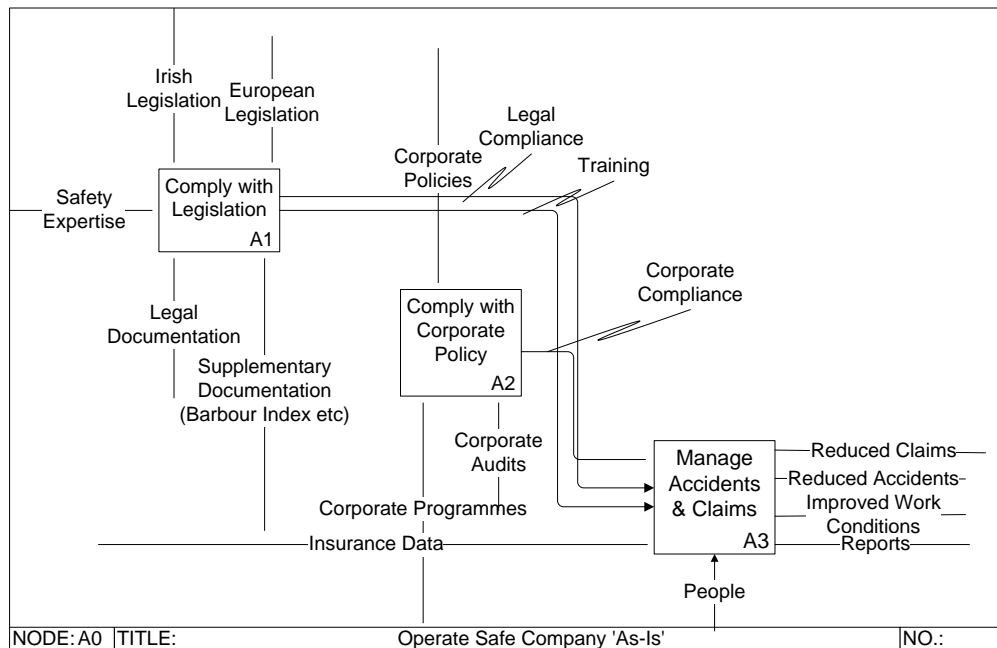 Irish
Legislation
European
Legislation
Legal
Compliance
Corporate
Policies
Training
Safety
Expertise
Comply with
Legislation
A1
Corporate
Compliance
Legal
Documentation
Comply with
Corporate
Policy
A2
Supplementary
Documentation
(Barbour Index etc)
Corporate
Audits
Manage
Accidents
& Claims
A3
Reduced Claims
Reduced Accidents
Improved Work
Conditions
Reports
Corporate Programmes
Insurance Data
People
NODE: A0 TITLE: Operate Safe Company 'As-Is' NO.: